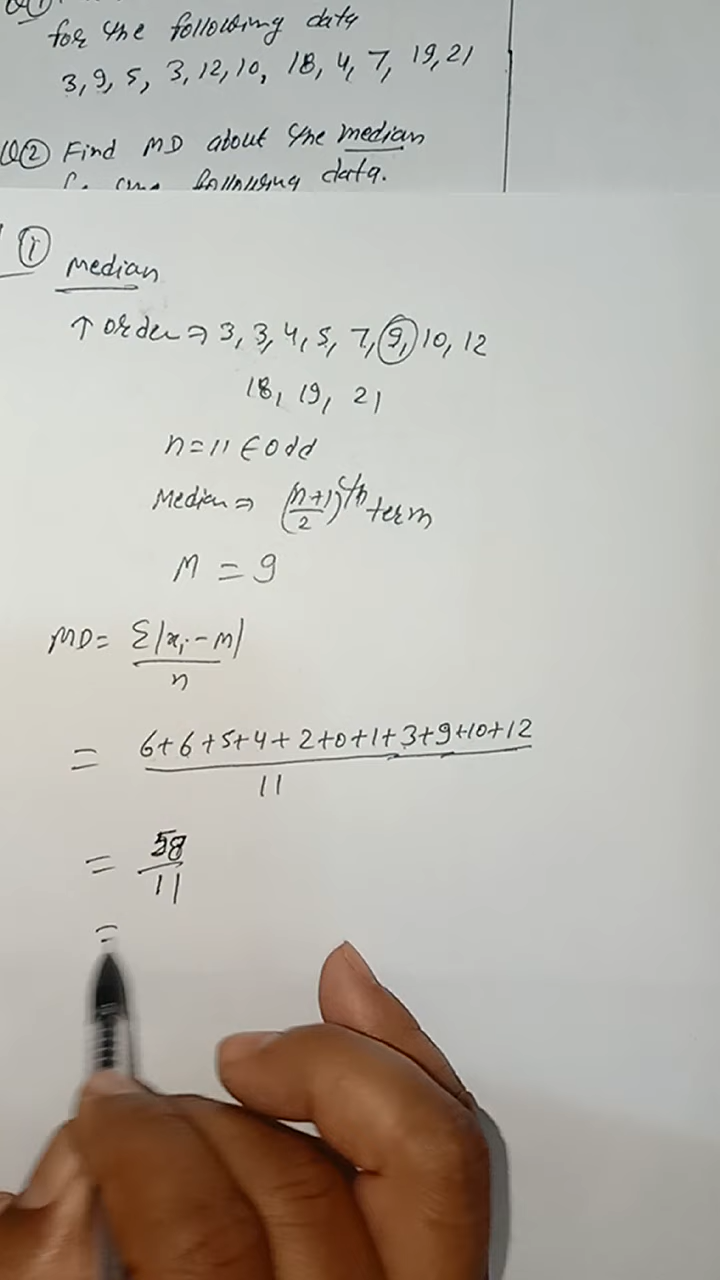 for the following data
3, 9, 5, 3, 12, 10, 18, 4, 7, 19, 21
Q② Find MD about the median
following data.
① Median
↑ order ⇒ 3, 3, 4, 5, 7, 9, 10, 12
18, 19, 21
n = 11 ∈ Odd
Median ⇒ (n+1/2)th term
M = 9
MD = Σ|xi - M|/n
= 6+6+5+4+2+0+1+3+9+10+12/11
= 58/11
=